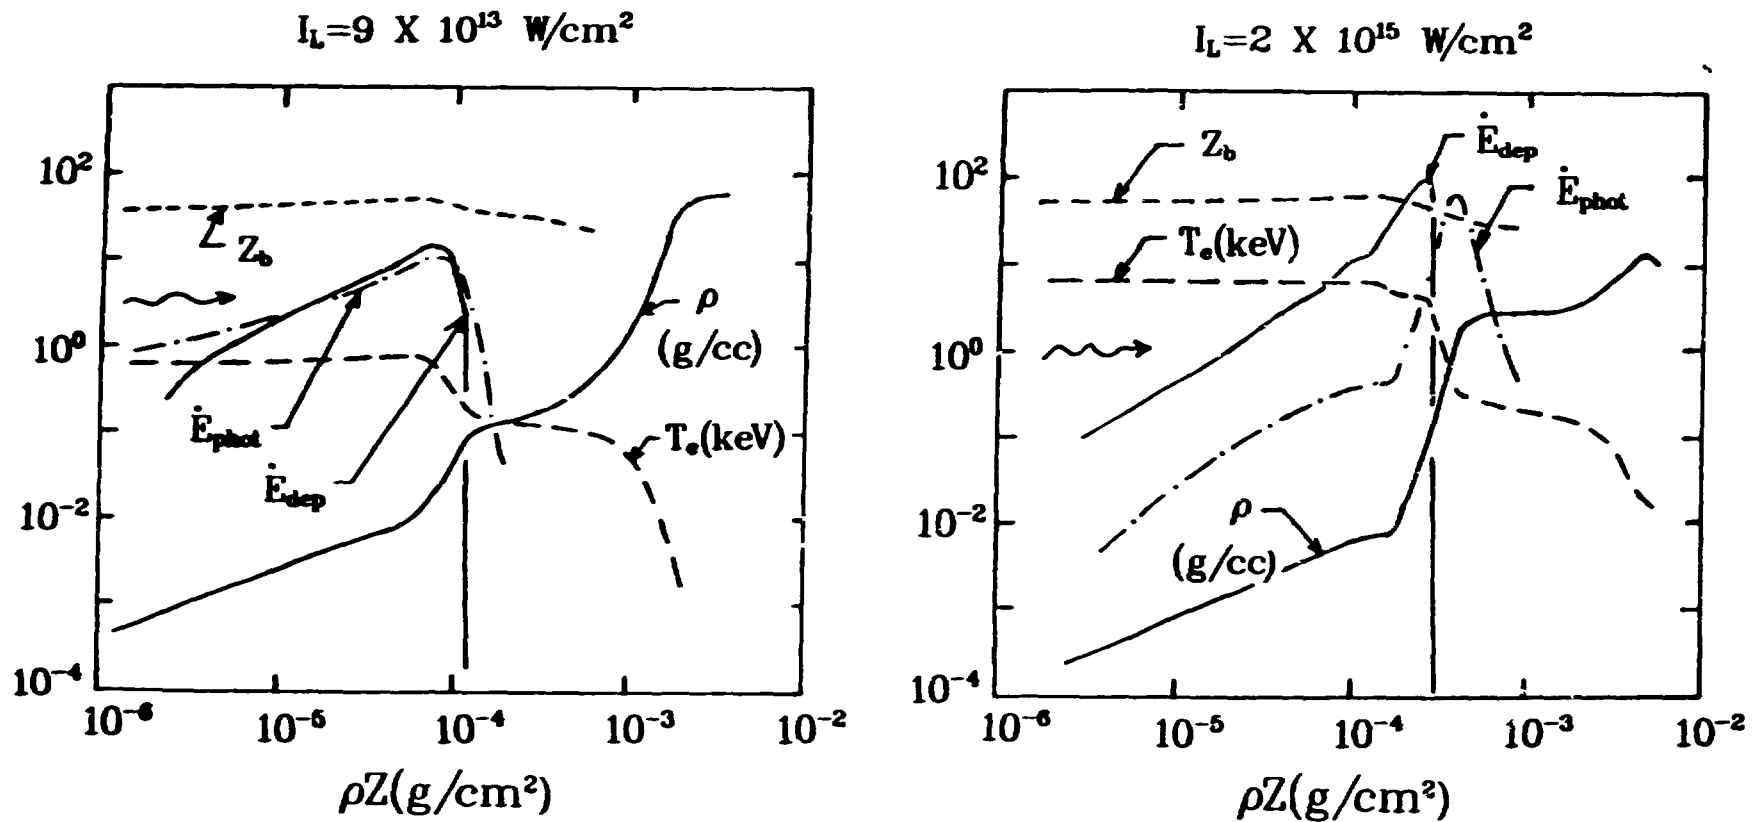 I_L=9 X 10^13 W/cm^2
10^2
10^0
10^-2
10^-4
Z_b
ρ
(g/cc)
Ė_phot
Ė_dep
T_e(keV)
10^-6 10^-5 10^-4 10^-3 10^-2
ρZ(g/cm^2)
I_L=2 X 10^15 W/cm^2
10^2
10^0
10^-2
10^-4
Z_b
Ė_dep
Ė_phot
T_e(keV)
ρ
(g/cc)
10^-6 10^-5 10^-4 10^-3 10^-2
ρZ(g/cm^2)